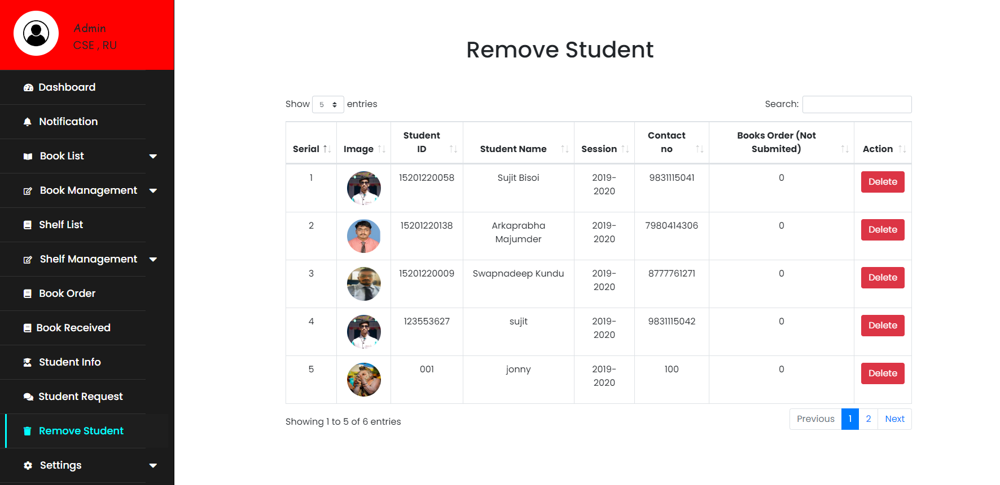 Admin
CSE , RU
Dashboard
Notification
Book List
Book Management
Shelf List
Shelf Management
Book Order
Book Received
Student Info
Student Request
Remove Student
Settings
Remove Student
Show 5 entries
Search:
Serial Image Student ID Student Name Session Contact no Books Order (Not Submited) Action
1 15201220058 Sujit Bisoi 2019-2020 9831115041 0 Delete
2 15201220138 Arkaprabha Majumder 2019-2020 7980414306 0 Delete
3 15201220009 Swapnadeep Kundu 2019-2020 8777761271 0 Delete
4 123553627 sujit 2019-2020 9831115042 0 Delete
5 001 jonny 2019-2020 100 0 Delete
Showing 1 to 5 of 6 entries
Previous 1 2 Next